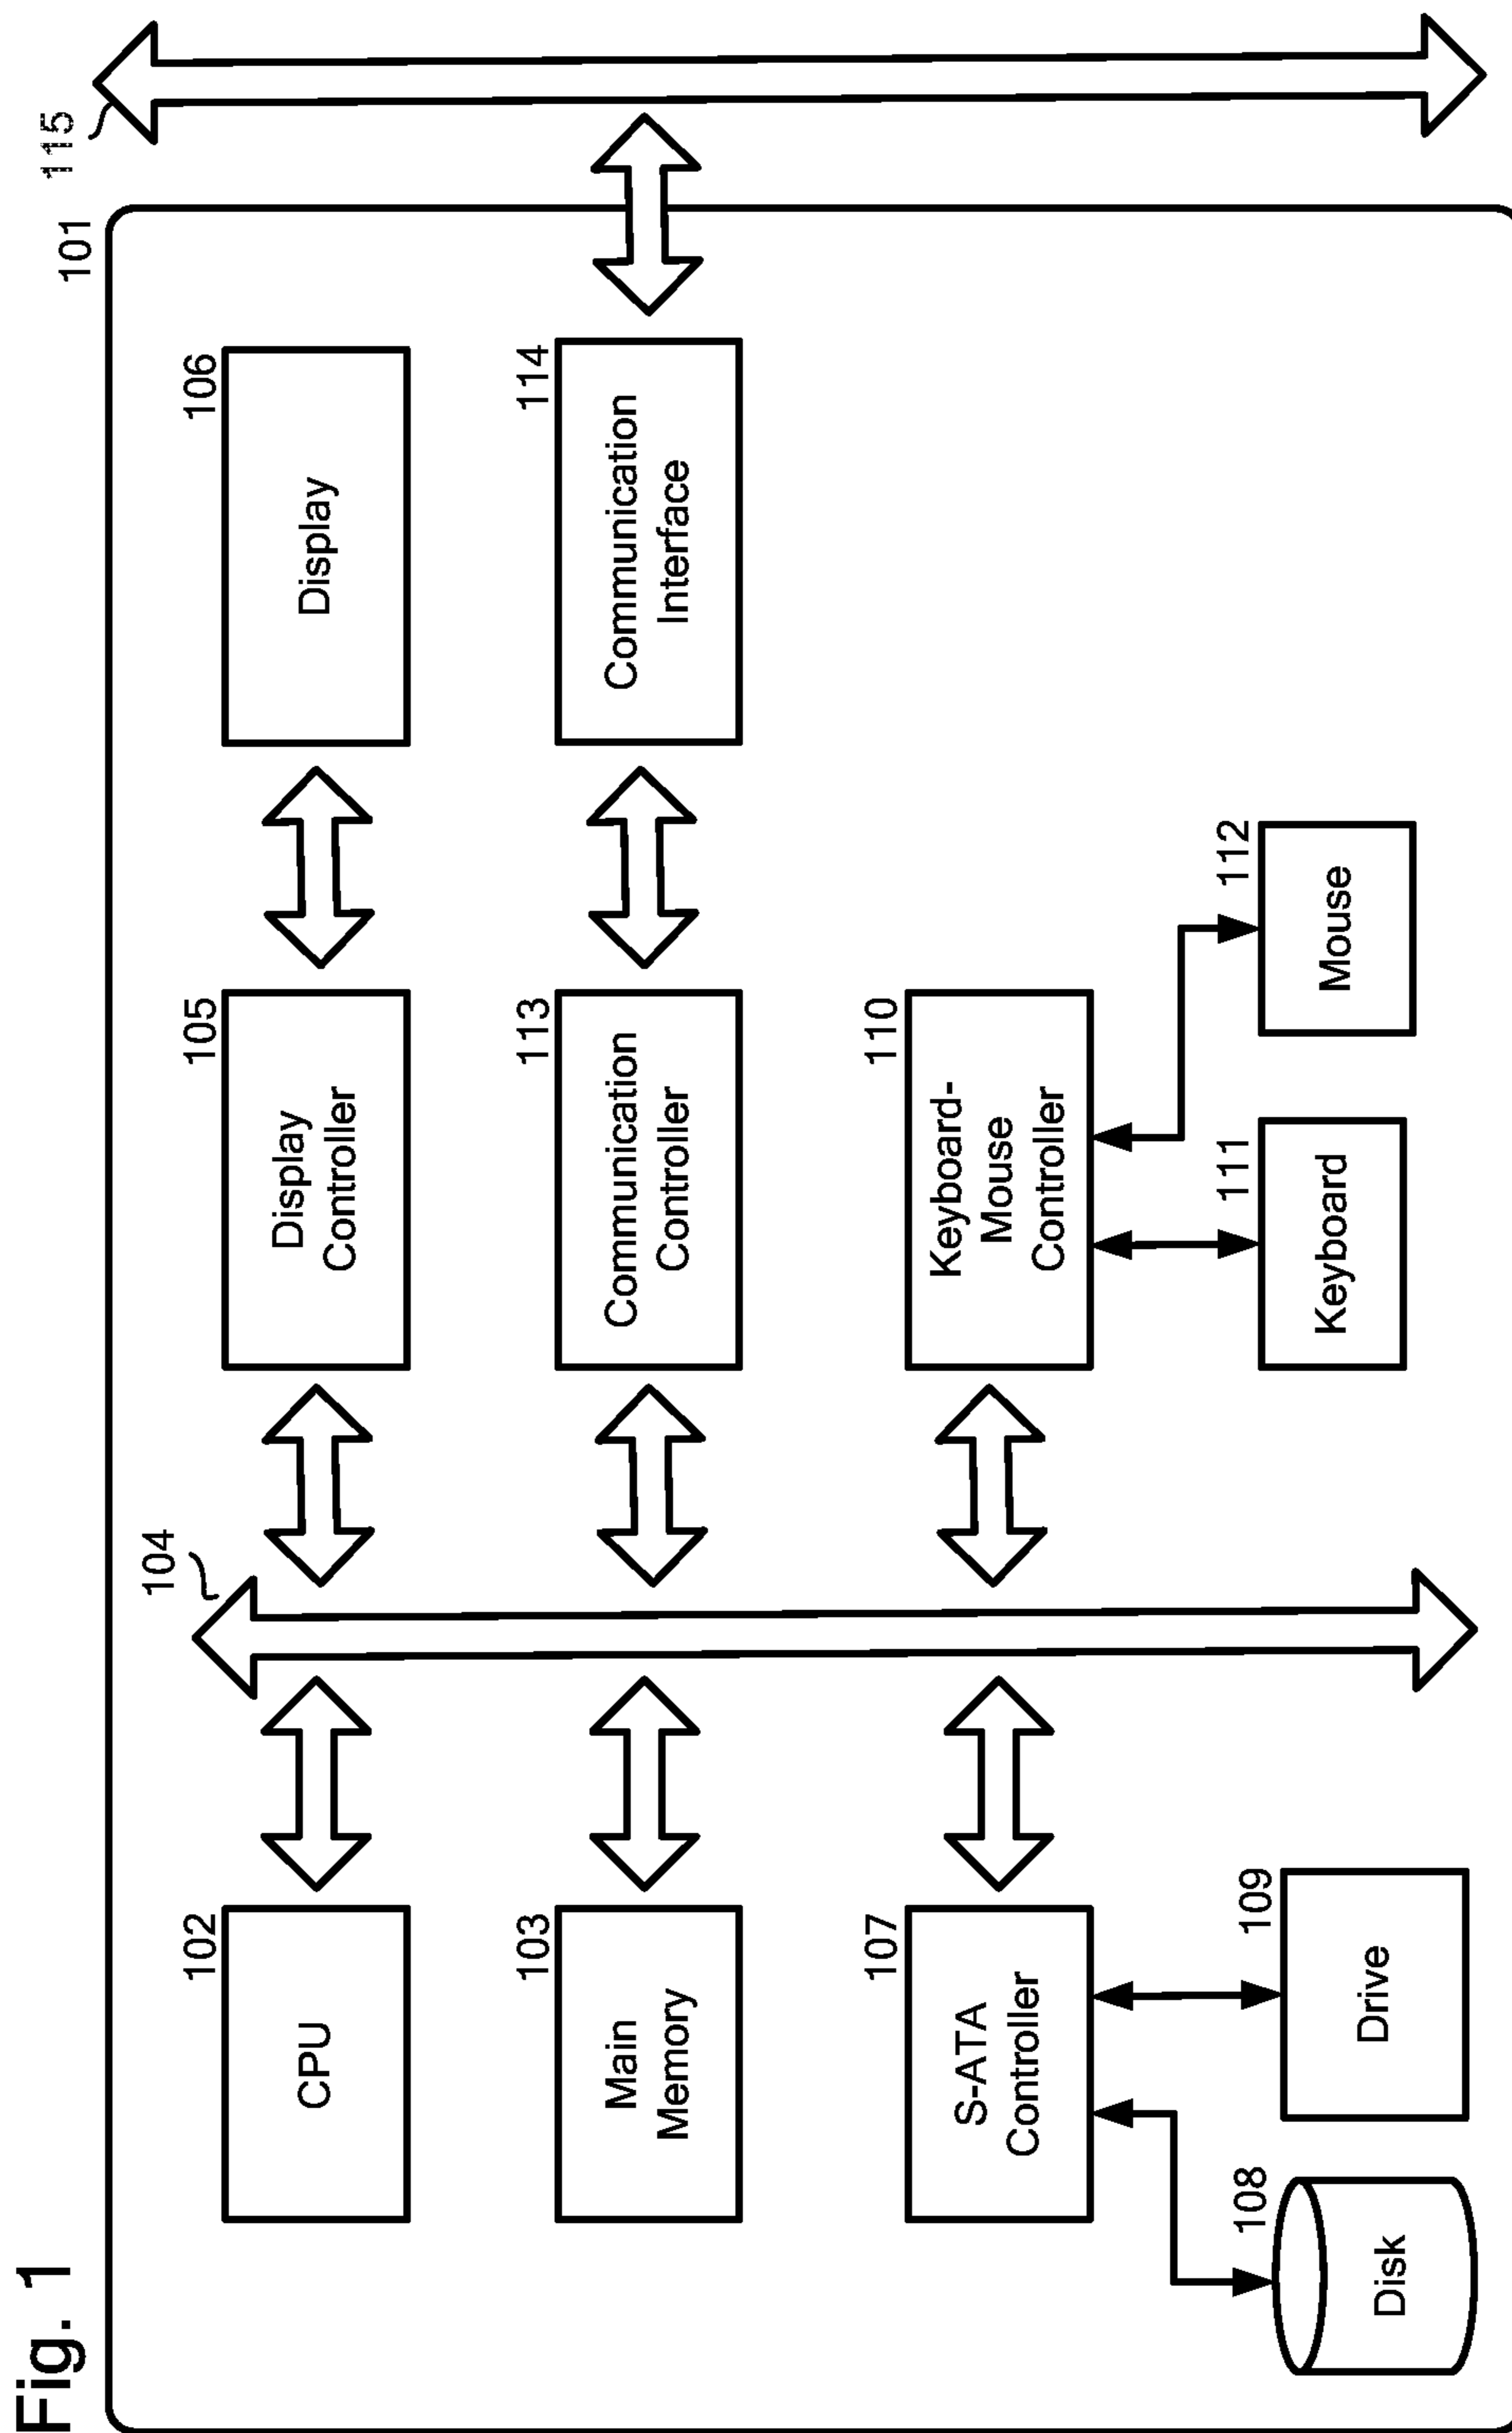 Fig. 1
101
115
102
CPU
104
105
Display
Controller
106
Display
103
Main
Memory
113
Communication
Controller
114
Communication
Interface
107
S-ATA
Controller
110
Keyboard-
Mouse
Controller
108
Disk
109
Drive
111
Keyboard
112
Mouse